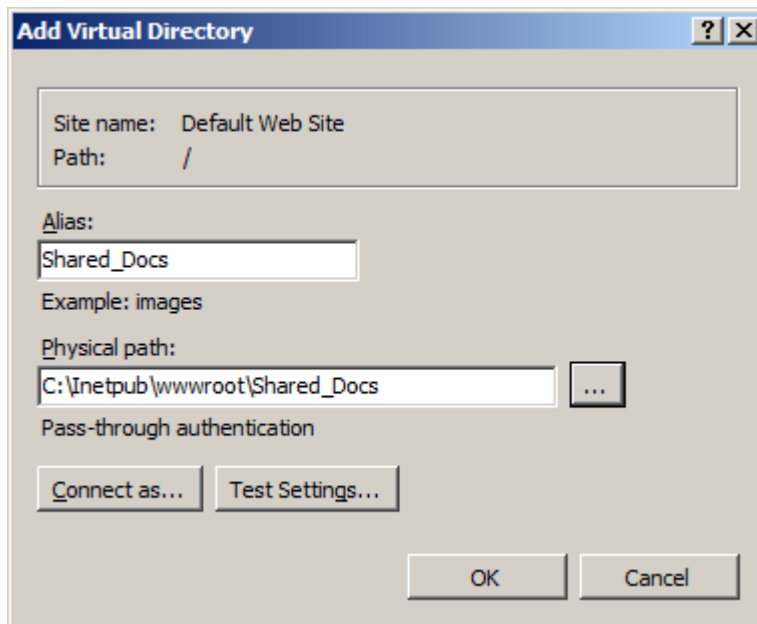 Add Virtual Directory
Site name: Default Web Site
Path: /
Alias:
Shared_Docs
Example: images
Physical path:
C:\Inetpub\wwwroot\Shared_Docs
...
Pass-through authentication
Connect as... Test Settings...
OK Cancel